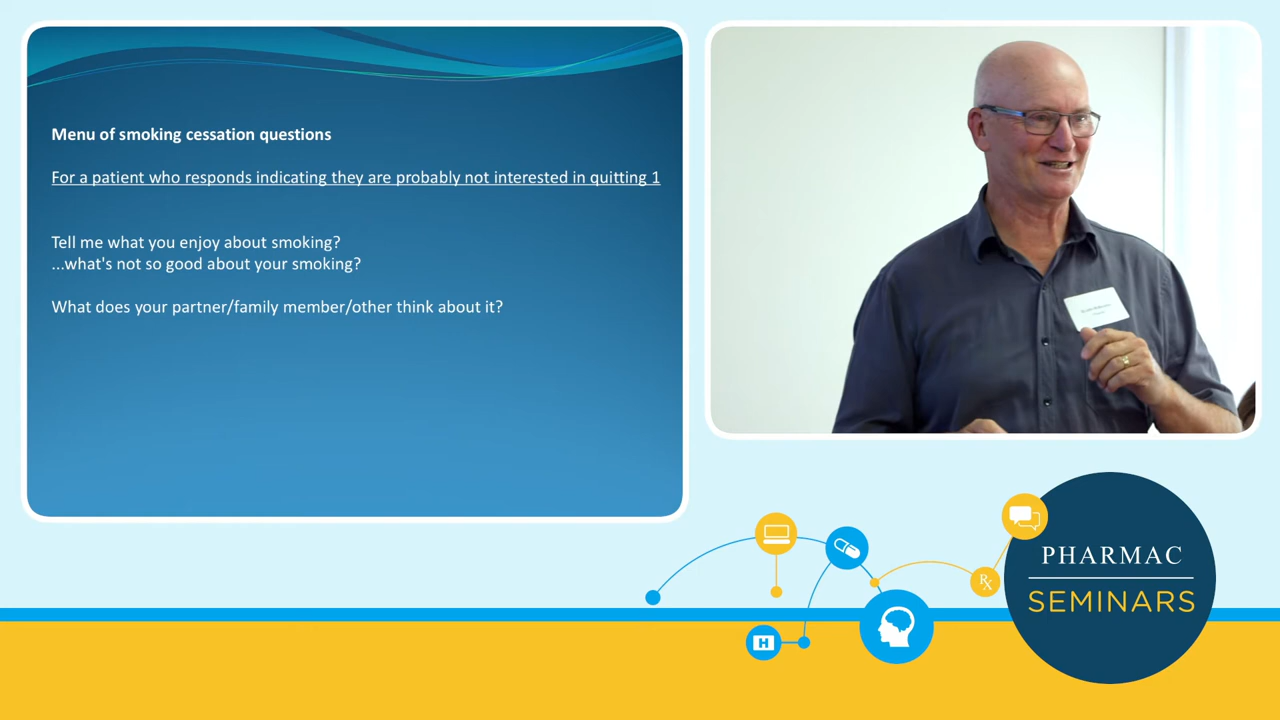 Menu of smoking cessation questions
For a patient who responds indicating they are probably not interested in quitting 1
Tell me what you enjoy about smoking?
...what's not so good about your smoking?
What does your partner/family member/other think about it?
H
Rx
PHARMAC
SEMINARS